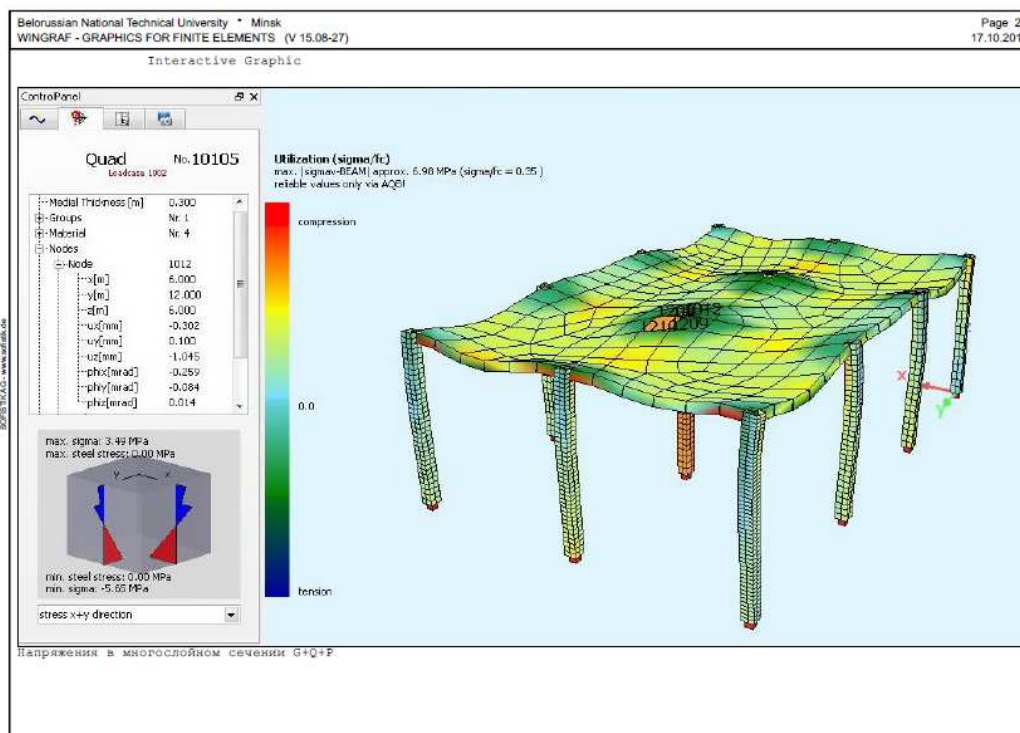 Belorussian National Technical University * Minsk
Page 2
WINGRAF - GRAPHICS FOR FINITE ELEMENTS (V 15.08-27)
17.10.201
Interactive Graphic
ControlPanel
Quad No. 10105
Loadcase 1002
Medial Thickness [m] 0.300
Groups Nr. 1
Material Nr. 4
Nodes
Node 1012
x[m] 6.000
y[m] 12.000
z[m] 6.000
ux[mm] -0.302
uy[mm] 0.100
uz[mm] -1.045
phix[mrad] -0.259
phiy[mrad] -0.084
phiz[mrad] 0.014
max. sigma: 3.49 MPa
max. steel stress: 0.00 MPa
Y X
min. steel stress: 0.00 MPa
min. sigma: -5.65 MPa
stress x+y direction
Utilization (sigma/fc)
max. |sigmav-BEAM| approx. 6.98 MPa (sigma/fc = 0.35 )
reliable values only via AQB!
compression
0.0
tension
X
Y
SOFISTIK AG - www.sofistik.de
Напряжения в многослойном сечении G+Q+P